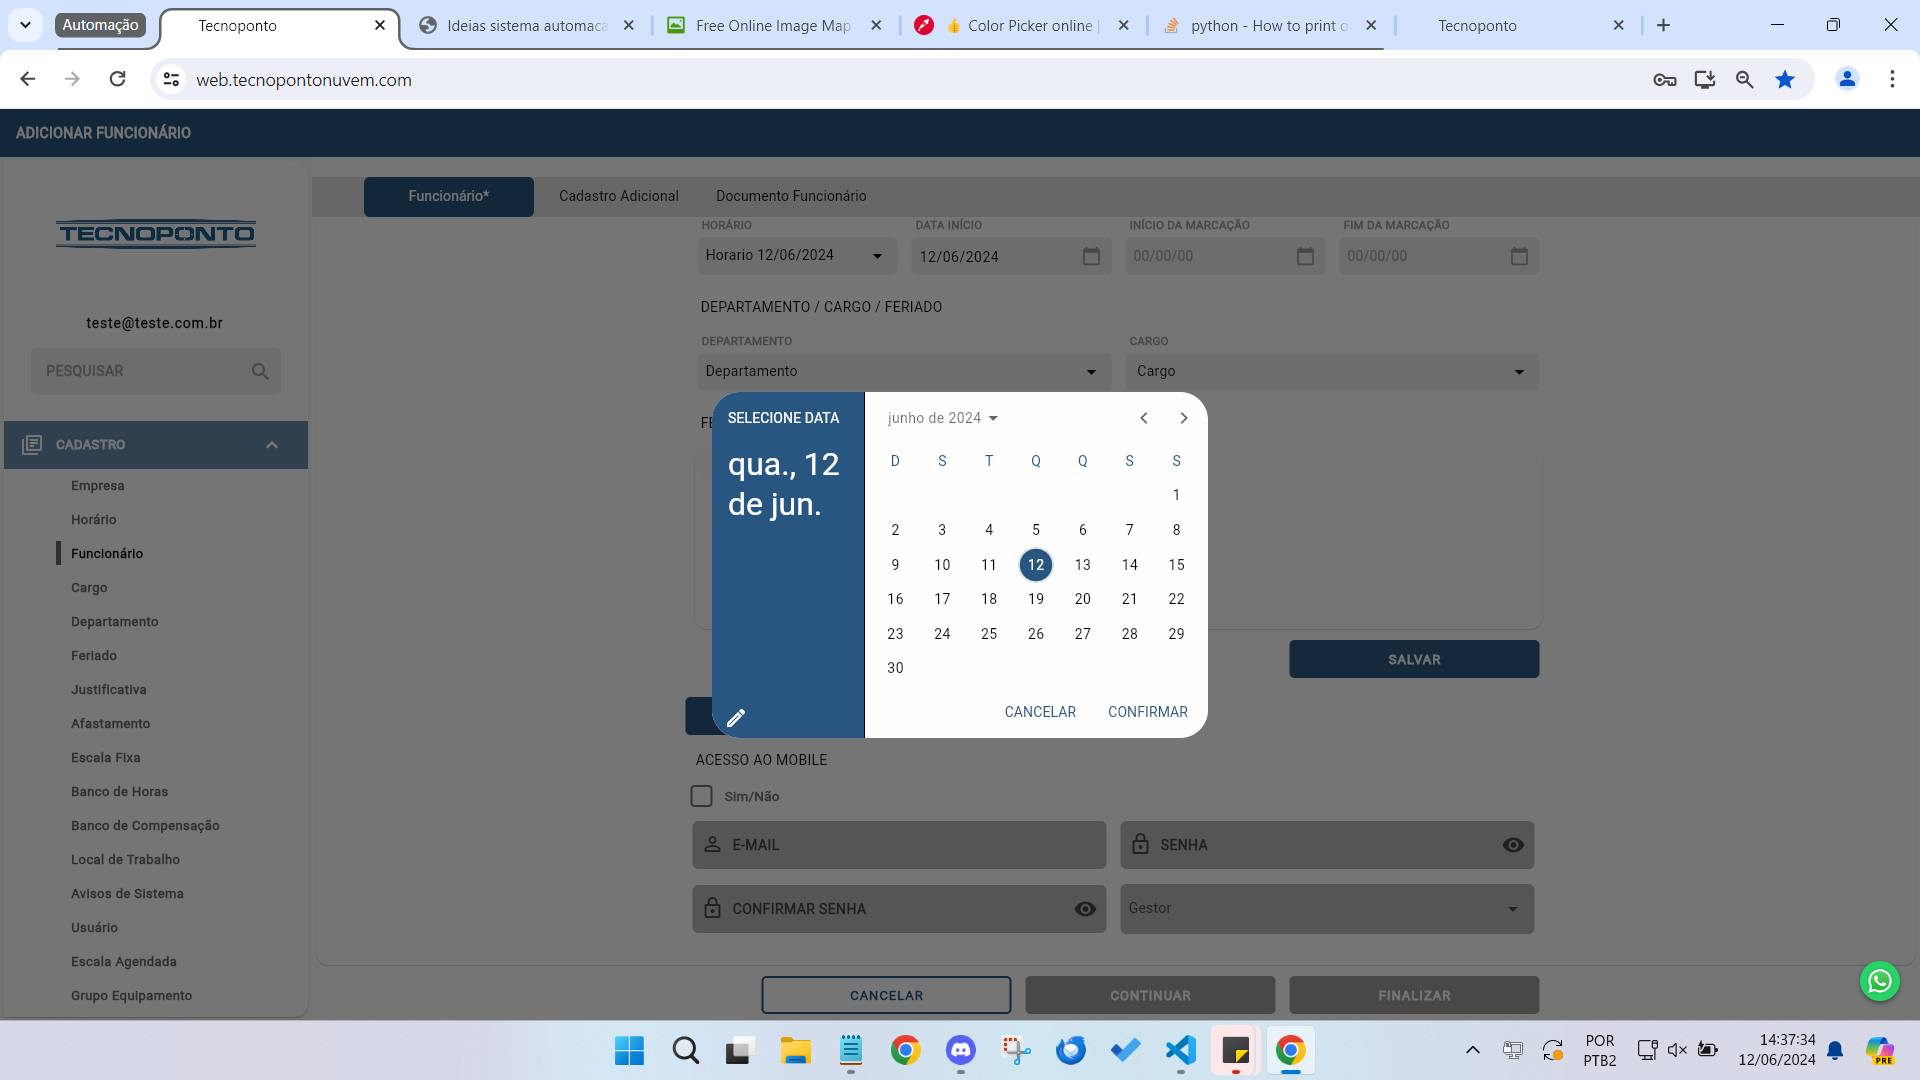 Automação
Tecnoponto
Ideias sistema automaca
Free Online Image Map
Color Picker online |
python - How to print o
Tecnoponto
web.tecnopontonuvem.com
ADICIONAR FUNCIONÁRIO
Funcionário*
Cadastro Adicional
Documento Funcionário
TECNOPONTO
teste@teste.com.br
PESQUISAR
CADASTRO
Empresa
Horário
Funcionário
Cargo
Departamento
Feriado
Justificativa
Afastamento
Escala Fixa
Banco de Horas
Banco de Compensação
Local de Trabalho
Avisos de Sistema
Usuário
Escala Agendada
Grupo Equipamento
HORÁRIO
DATA INÍCIO
INÍCIO DA MARCAÇÃO
FIM DA MARCAÇÃO
Horario 12/06/2024
12/06/2024
00/00/00
00/00/00
DEPARTAMENTO / CARGO / FERIADO
DEPARTAMENTO
CARGO
Departamento
Cargo
SELECIONE DATA
qua., 12
de jun.
junho de 2024
D S T Q Q S S
1
2 3 4 5 6 7 8
9 10 11 12 13 14 15
16 17 18 19 20 21 22
23 24 25 26 27 28 29
30
CANCELAR
CONFIRMAR
SALVAR
ACESSO AO MOBILE
Sim/Não
E-MAIL
SENHA
CONFIRMAR SENHA
Gestor
CANCELAR
CONTINUAR
FINALIZAR
POR
PTB2
14:37:34
12/06/2024
PRE